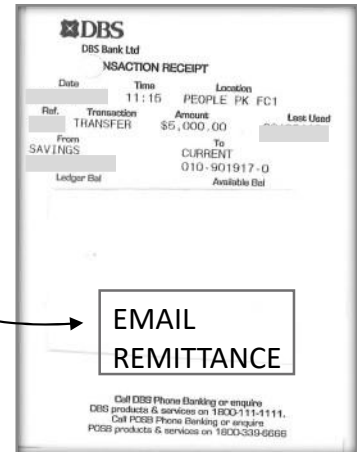 DBS
DBS Bank Ltd
NSACTION RECEIPT
Date Time Location
11:15 PEOPLE PK FC1
Ref. Transaction Amount Last Used
TRANSFER $5,000.00
From To
SAVINGS CURRENT
010-901917-0
Ledger Bal Available Bal
EMAIL
REMITTANCE
Call DBS Phone Banking or enquire
DBS products & services on 1800-111-1111.
Call POSB Phone Banking or enquire
POSB products & services on 1800-339-6666